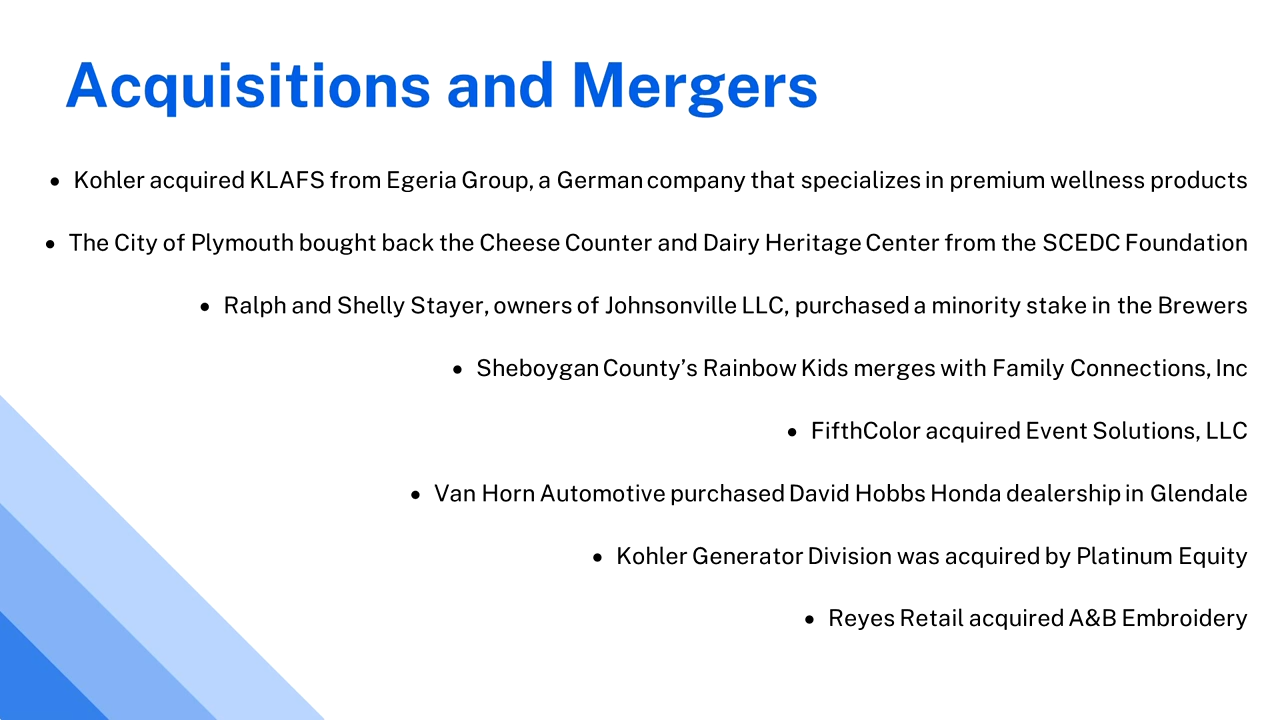 Acquisitions and Mergers
• Kohler acquired KLAFS from Egeria Group, a German company that specializes in premium wellness products
• The City of Plymouth bought back the Cheese Counter and Dairy Heritage Center from the SCEDC Foundation
• Ralph and Shelly Stayer, owners of Johnsonville LLC, purchased a minority stake in the Brewers
• Sheboygan County’s Rainbow Kids merges with Family Connections, Inc
• FifthColor acquired Event Solutions, LLC
• Van Horn Automotive purchased David Hobbs Honda dealership in Glendale
• Kohler Generator Division was acquired by Platinum Equity
• Reyes Retail acquired A&B Embroidery